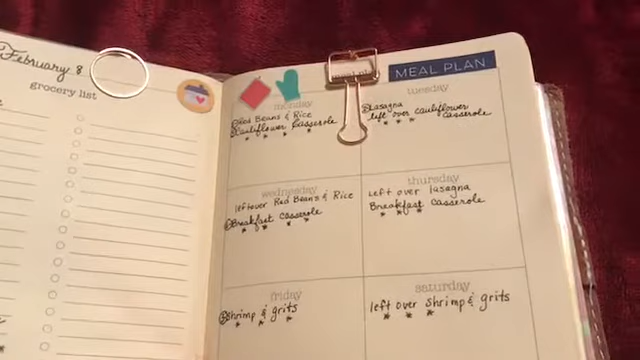 February 8
grocery list
MEAL PLAN
monday
Red Beans & Rice
Cauliflower Casserole
tuesday
Lasagna
left over cauliflower
casserole
wednesday
leftover Red Beans & Rice
Breakfast casserole
thursday
Left over lasagna
Breakfast casserole
friday
Shrimp & grits
saturday
left over shrimp & grits